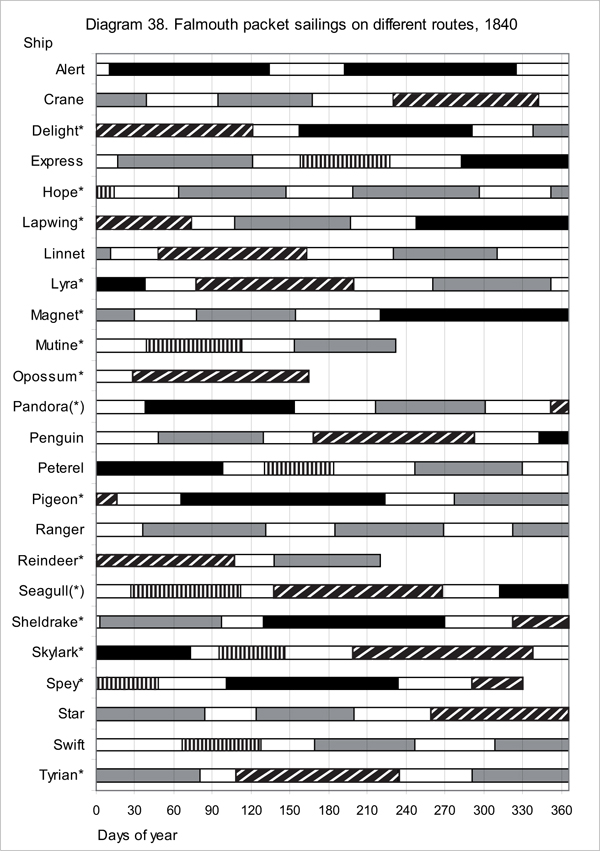 Diagram 38. Falmouth packet sailings on different routes, 1840
Ship
Alert
Crane
Delight*
Express
Hope*
Lapwing*
Linnet
Lyra*
Magnet*
Mutine*
Opossum*
Pandora(*)
Penguin
Peterel
Pigeon*
Ranger
Reindeer*
Seagull(*)
Sheldrake*
Skylark*
Spey*
Star
Swift
Tyrian*
0 30 60 90 120 150 180 210 240 270 300 330 360
Days of year